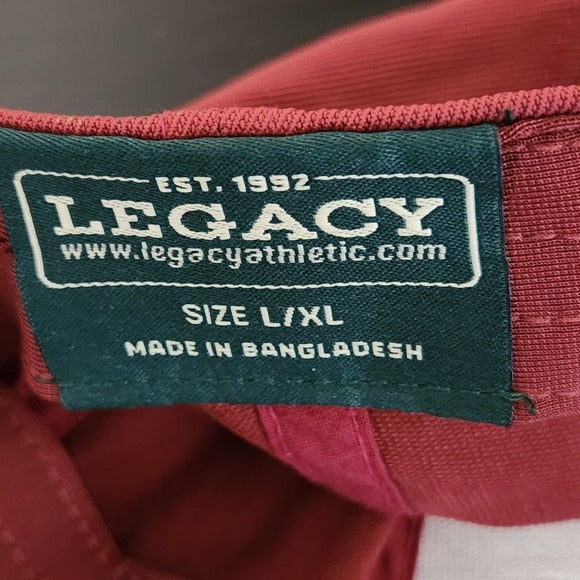 EST. 1992
LEGACY
www.legacyathletic.com
SIZE L/XL
MADE IN BANGLADESH